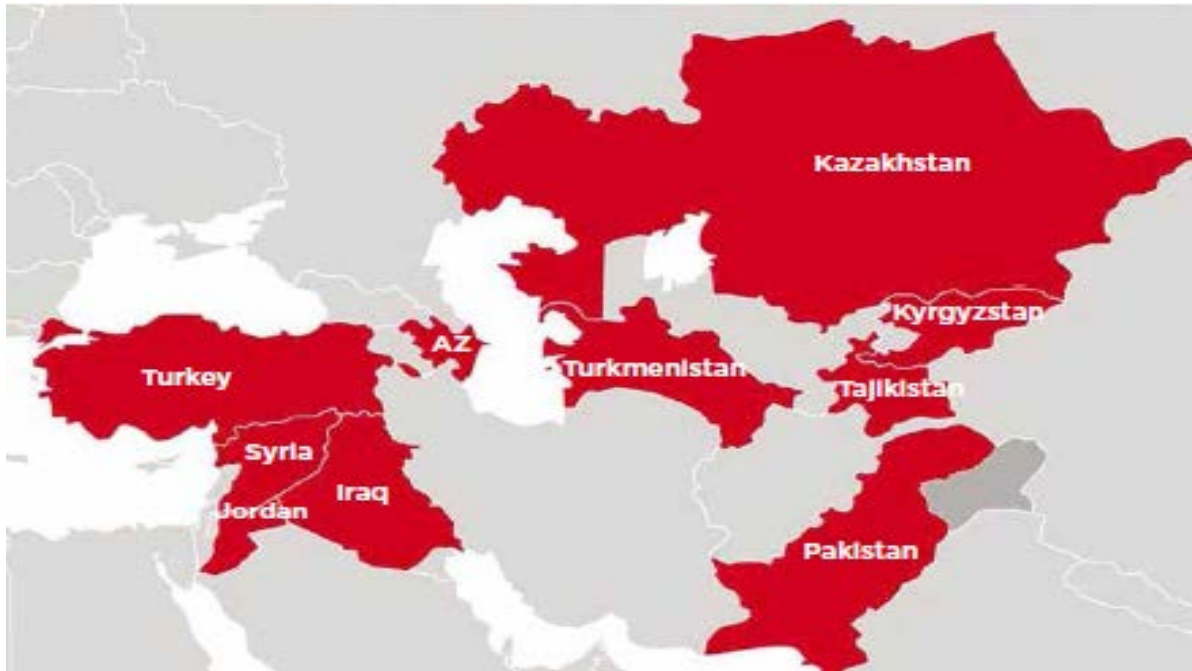 Kazakhstan
Kyrgyzstan
AZ
Turkey
Turkmenistan
Tajikistan
Syria
Iraq
Jordan
Pakistan